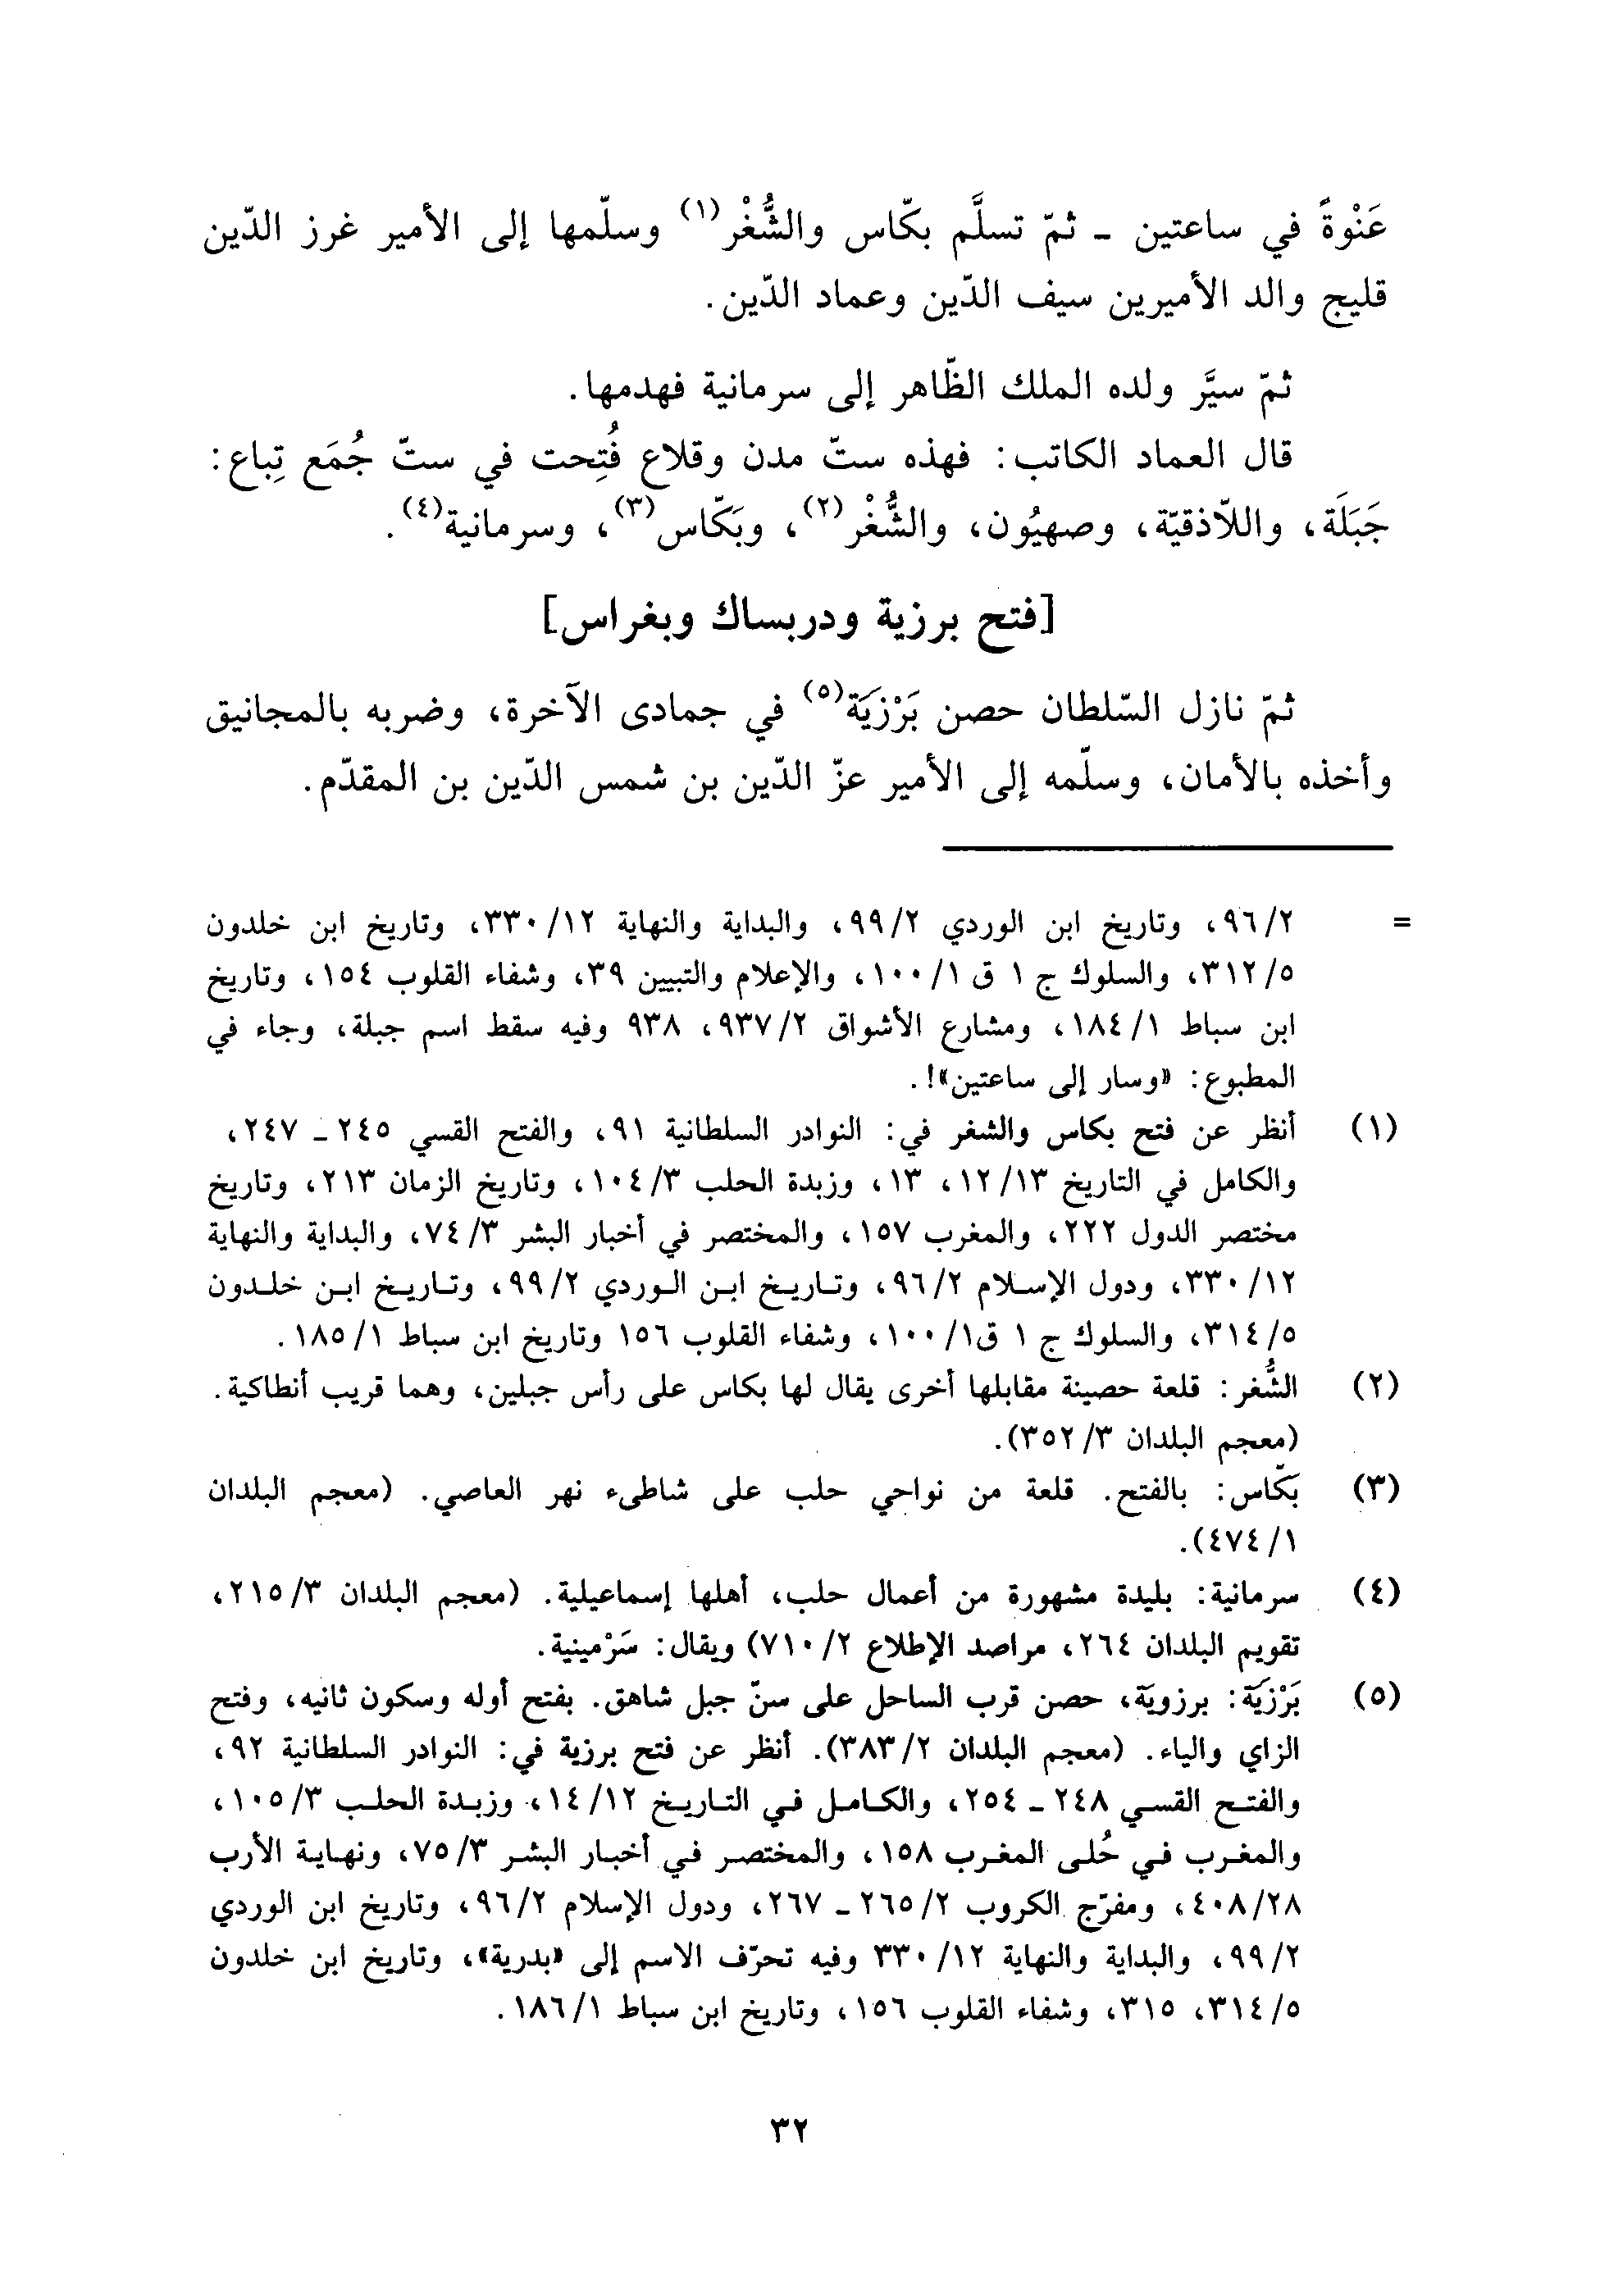 عَنْوةً في ساعتين - ثمّ تسلَّم بكّاس والشُّغْر(١) وسلّمها إلى الأمير غرز الدّين
قليج والد الأميرين سيف الدّين وعماد الدّين.
ثمّ سيَّر ولده الملك الظّاهر إلى سرمانية فهدمها.
قال العماد الكاتب: فهذه ستّ مدن وقلاع فُتِحت في ستّ جُمَع تِباع:
جَبَلَة، واللاّذقيّة، وصهيُون، والشُّغْر(٢)، وبَكّاس(٣)، وسرمانية(٤).
[فتح برزية ودربساك وبغراس]
ثمّ نازل السّلطان حصن بَرْزيَة(٥) في جمادى الآخرة، وضربه بالمجانيق
وأخذه بالأمان، وسلّمه إلى الأمير عزّ الدّين بن شمس الدّين بن المقدّم.
= ٩٦/٢، وتاريخ ابن الوردي ٩٩/٢، والبداية والنهاية ٣٣٠/١٢، وتاريخ ابن خلدون
٣١٢/٥، والسلوك ج ١ ق ١٠٠/١، والإعلام والتبيين ٣٩، وشفاء القلوب ١٥٤، وتاريخ
ابن سباط ١٨٤/١، ومشارع الأشواق ٩٣٧/٢، ٩٣٨ وفيه سقط اسم جبلة، وجاء في
المطبوع: «وسار إلى ساعتين»!.
(١) أنظر عن فتح بكاس والشغر في: النوادر السلطانية ٩١، والفتح القسي ٢٤٥ - ٢٤٧،
والكامل في التاريخ ١٢/١٣، ١٣، وزبدة الحلب ١٠٤/٣، وتاريخ الزمان ٢١٣، وتاريخ
مختصر الدول ٢٢٢، والمغرب ١٥٧، والمختصر في أخبار البشر ٧٤/٣، والبداية والنهاية
٣٣٠/١٢، ودول الإسلام ٩٦/٢، وتاريخ ابن الوردي ٩٩/٢، وتاريخ ابن خلدون
٣١٤/٥، والسلوك ج ١ ق١٠٠/١، وشفاء القلوب ١٥٦ وتاريخ ابن سباط ١٨٥/١.
(٢) الشُّغر: قلعة حصينة مقابلها أخرى يقال لها بكاس على رأس جبلين، وهما قريب أنطاكية.
(معجم البلدان ٣٥٢/٣).
(٣) بَكّاس: بالفتح. قلعة من نواحي حلب على شاطىء نهر العاصي. (معجم البلدان
٤٧٤/١).
(٤) سرمانية: بليدة مشهورة من أعمال حلب، أهلها إسماعيلية. (معجم البلدان ٢١٥/٣،
تقويم البلدان ٢٦٤، مراصد الإطلاع ٧١٠/٢) ويقال: سَرْمينية.
(٥) بَرْزيَة: برزوية، حصن قرب الساحل على سنّ جبل شاهق. بفتح أوله وسكون ثانيه، وفتح
الزاي والياء. (معجم البلدان ٣٨٣/٢). أنظر عن فتح برزية في: النوادر السلطانية ٩٢،
والفتح القسي ٢٤٨ - ٢٥٤، والكامل في التاريخ ١٤/١٢، وزبدة الحلب ١٠٥/٣،
والمغرب في حُلى المغرب ١٥٨، والمختصر في أخبار البشر ٧٥/٣، ونهاية الأرب
٤٠٨/٢٨، ومفرّج الكروب ٢٦٥/٢ - ٢٦٧، ودول الإسلام ٩٦/٢، وتاريخ ابن الوردي
٩٩/٢، والبداية والنهاية ٣٣٠/١٢ وفيه تحرّف الاسم إلى «بدرية»، وتاريخ ابن خلدون
٣١٤/٥، ٣١٥، وشفاء القلوب ١٥٦، وتاريخ ابن سباط ١٨٦/١.
٣٢